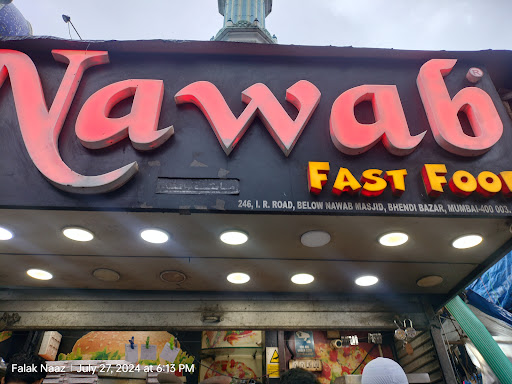 Nawab
FAST FOO
246, I. R. ROAD, BELOW NAWAB MASJID, BHENDI BAZAR, MUMBAI-400 003.
Falak Naaz | July 27, 2024 at 6:13 PM